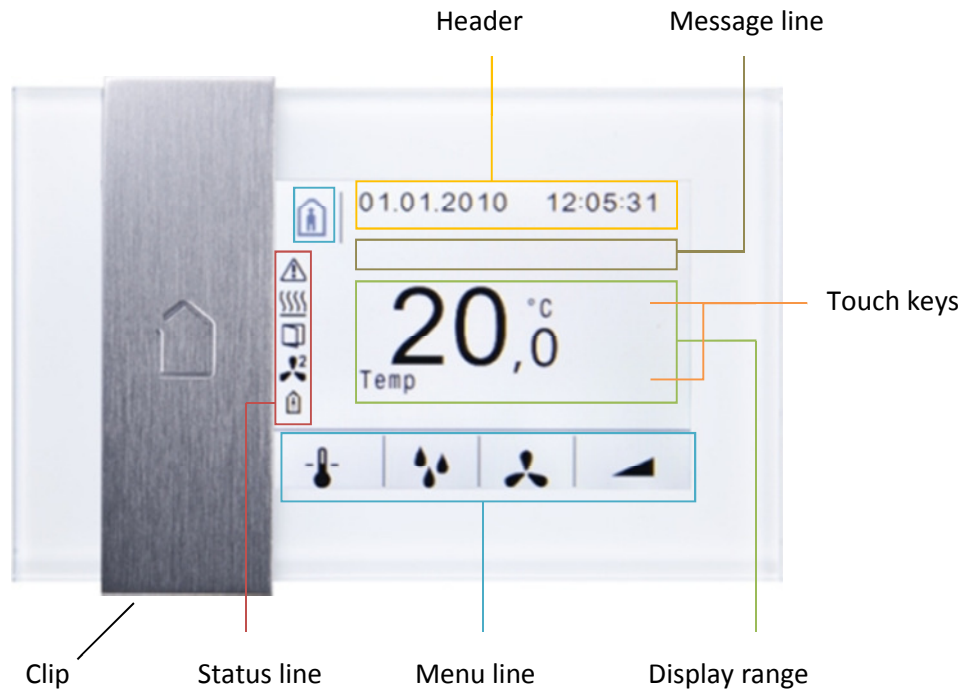 Header
Message line
01.01.2010 12:05:31
20,0 °C
Temp
2
Touch keys
Clip
Status line
Menu line
Display range